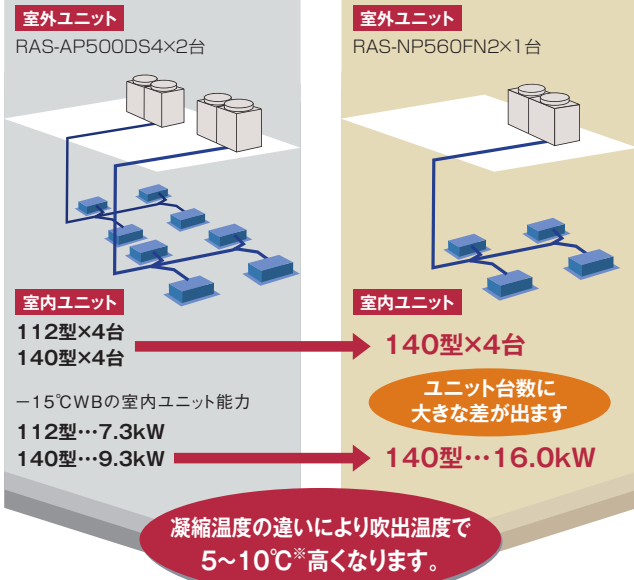 室外ユニット
RAS-AP500DS4×2台
室内ユニット
112型×4台
140型×4台
−15℃WBの室内ユニット能力
112型…7.3kW
140型…9.3kW
室外ユニット
RAS-NP560FN2×1台
室内ユニット
140型×4台
ユニット台数に
大きな差が出ます
140型…16.0kW
凝縮温度の違いにより吹出温度で
5〜10℃※高くなります。